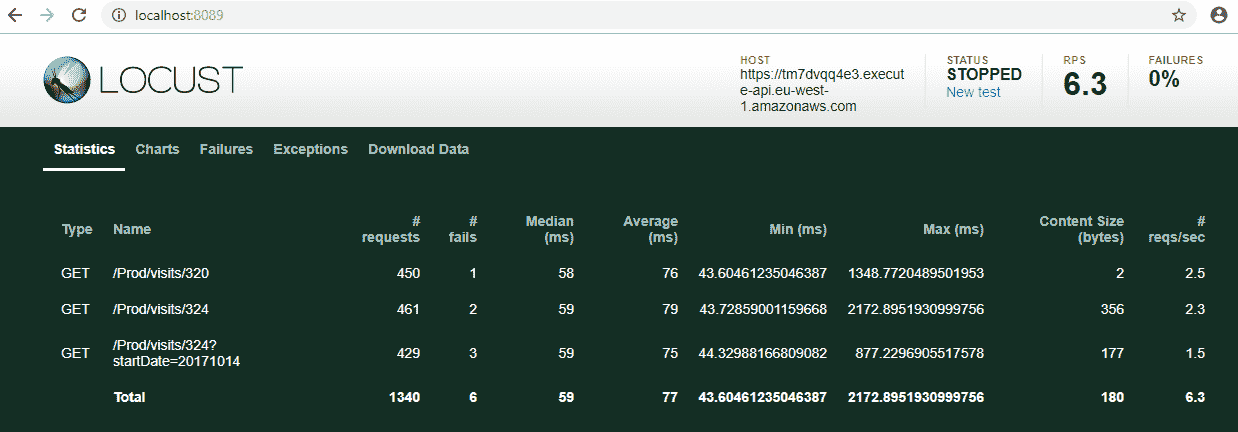 localhost:8089
LOCUST
HOST
https://tm7dvqq4e3.execut
e-api.eu-west-
1.amazonaws.com
STATUS
STOPPED
New test
RPS
6.3
FAILURES
0%
Statistics Charts Failures Exceptions Download Data
Type Name # requests # fails Median (ms) Average (ms) Min (ms) Max (ms) Content Size (bytes) # reqs/sec
GET /Prod/visits/320 450 1 58 76 43.60461235046387 1348.7720489501953 2 2.5
GET /Prod/visits/324 461 2 59 79 43.72859001159668 2172.8951930999756 356 2.3
GET /Prod/visits/324?
startDate=20171014 429 3 59 75 44.32988166809082 877.2296905517578 177 1.5
Total 1340 6 59 77 43.60461235046387 2172.8951930999756 180 6.3